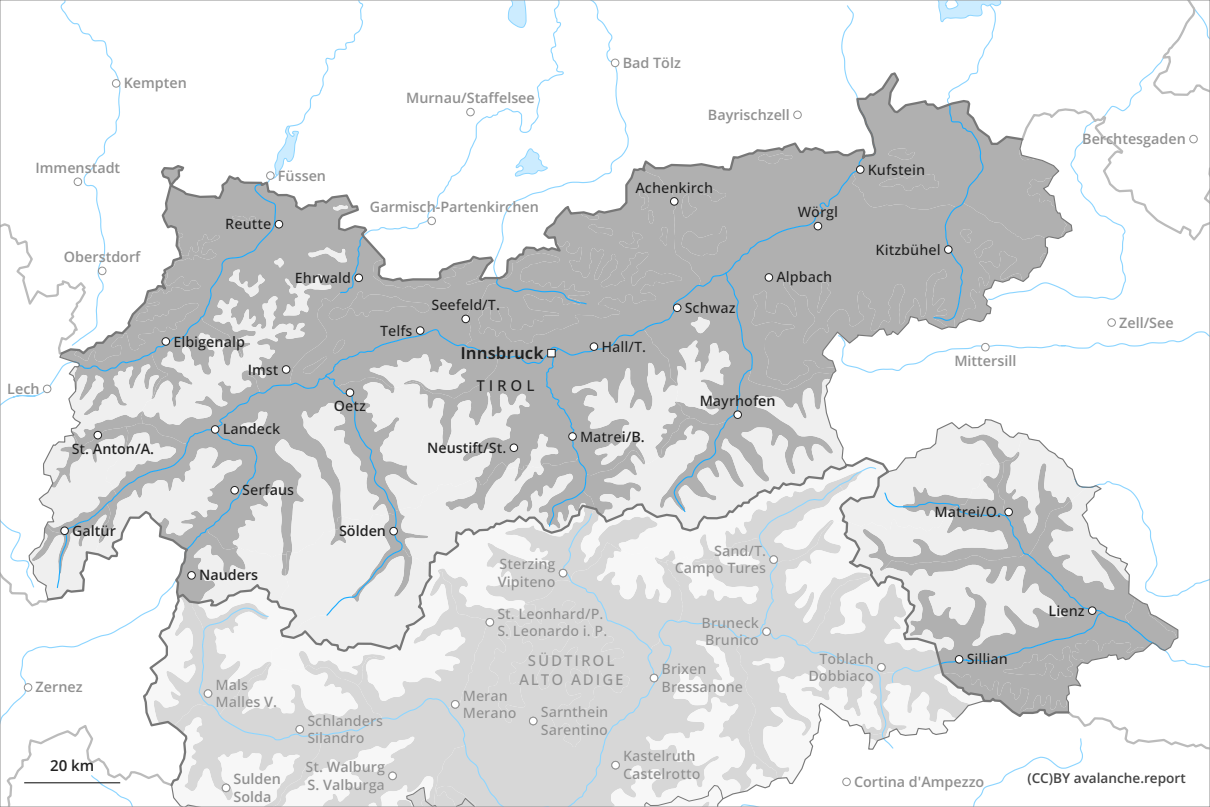 Kempten
Bad Tölz
Murnau/Staffelsee
Bayrischzell
Berchtesgaden
Immenstadt
Füssen
Kufstein
Achenkirch
Garmisch-Partenkirchen
Wörgl
Reutte
Kitzbühel
Oberstdorf
Ehrwald
Alpbach
Seefeld/T.
Schwaz
Telfs
Zell/See
Elbigenalp
Innsbruck
Hall/T.
Mittersill
Imst
TIROL
Lech
Oetz
Mayrhofen
Landeck
Matrei/B.
St. Anton/A.
Neustift/St.
Serfaus
Matrei/O.
Galtür
Sölden
Sand/T.
Campo Tures
Sterzing
Vipiteno
Nauders
St. Leonhard/P.
S. Leonardo i. P.
Lienz
Bruneck
Brunico
SÜDTIROL
ALTO ADIGE
Toblach
Dobbiaco
Sillian
Brixen
Bressanone
Zernez
Mals
Malles V.
Meran
Merano
Sarnthein
Sarentino
Schlanders
Silandro
Kastelruth
Castelrotto
St. Walburg
S. Valburga
20 km
Sulden
Solda
Cortina d'Ampezzo
(CC)BY avalanche.report